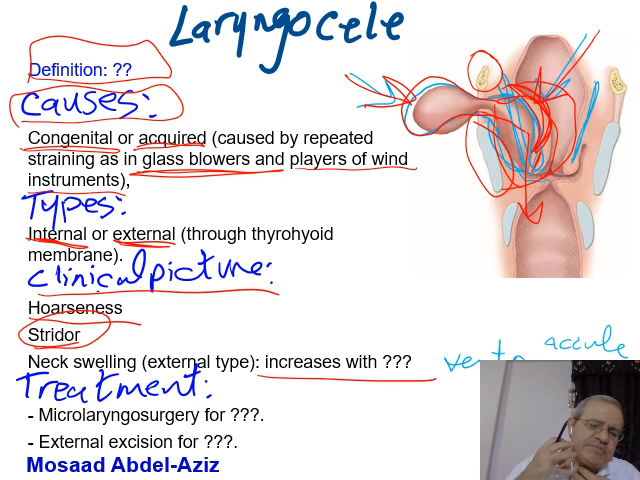 Laryngocele
Definition: ??
Causes:
Congenital or acquired (caused by repeated
straining as in glass blowers and players of wind
instruments),
Types:
Internal or external (through thyrohyoid
membrane).
Clinical picture:
Hoarseness
Stridor
Neck swelling (external type): increases with ???
saccule
Treatment:
- Microlaryngosurgery for ???.
- External excision for ???.
Mosaad Abdel-Aziz